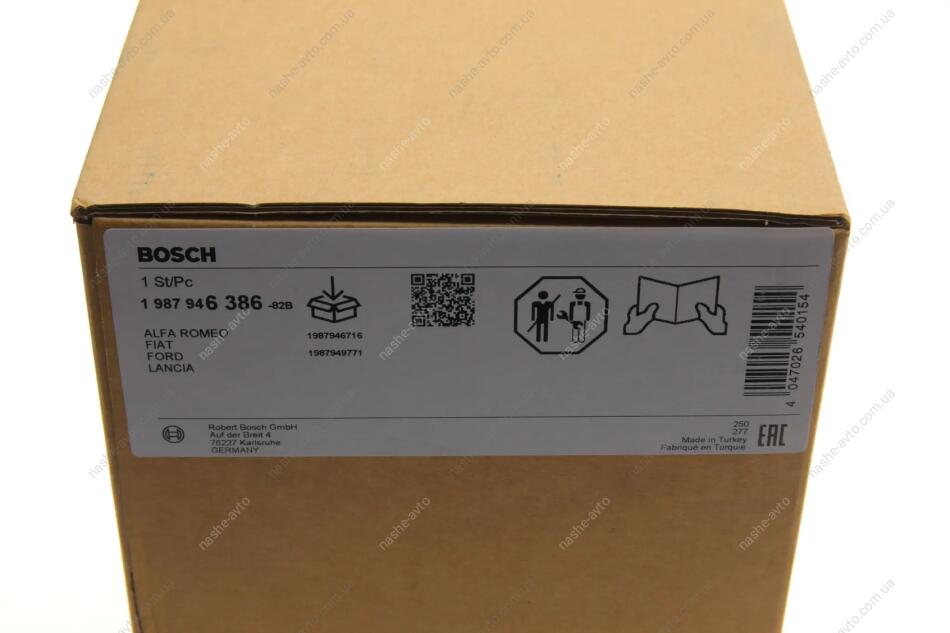 BOSCH
1 St/Pc
1 987 946 386 -82B
ALFA ROMEO
FIAT
FORD
LANCIA
1987946716
1987949771
4 047026 540154
Robert Bosch GmbH
Auf der Breit 4
76227 Karlsruhe
GERMANY
250
277
Made in Turkey
Fabriqué en Turquie
EAC
nashe-avto.com.ua